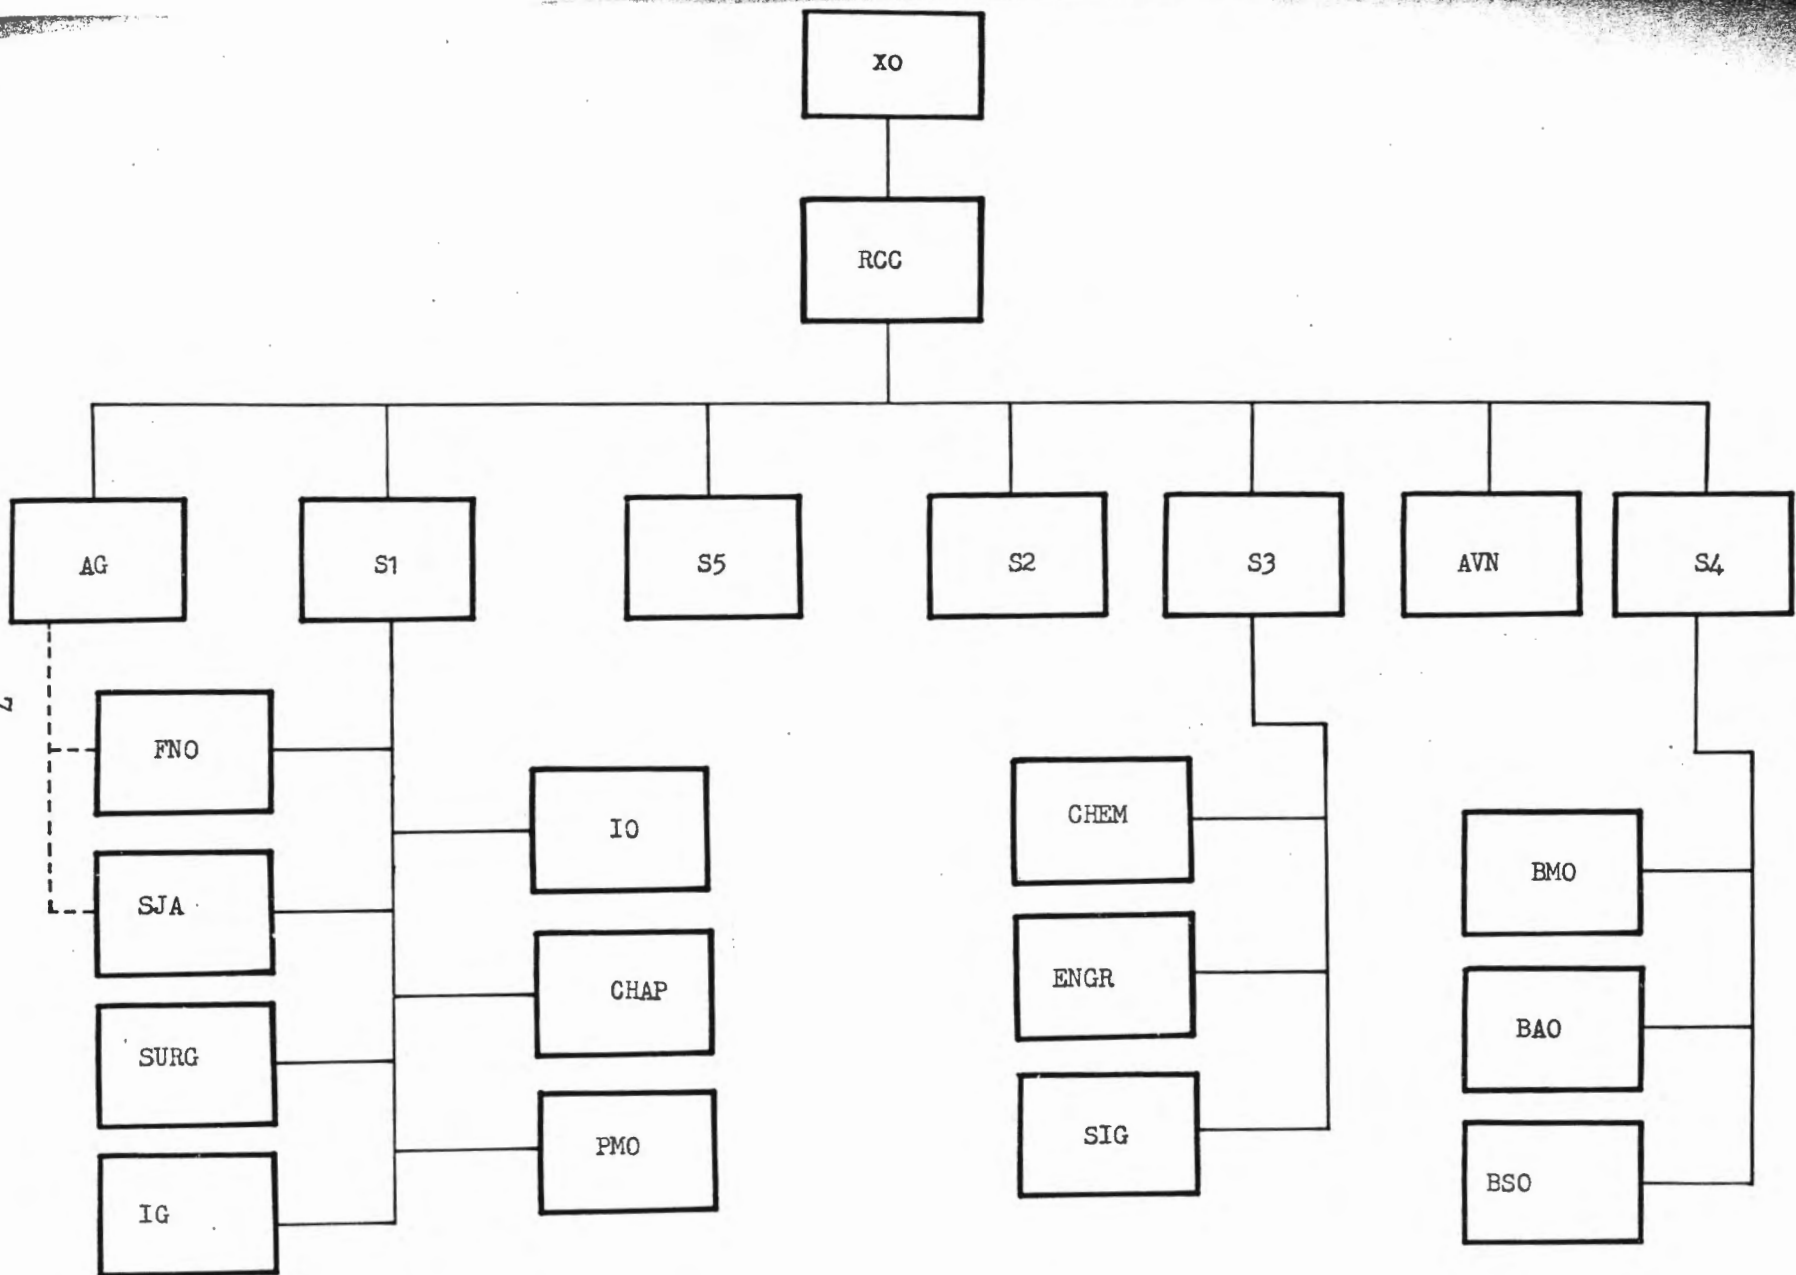 XO
RCC
AG
S1
S5
S2
S3
AVN
S4
FNO
SJA
SURG
IG
IO
CHAP
PMO
CHEM
ENGR
SIG
BMO
BAO
BSO